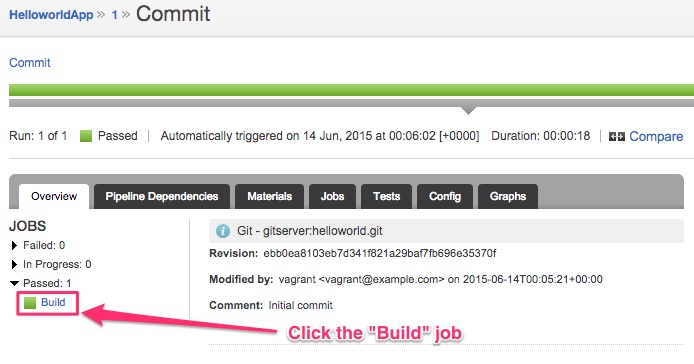 HelloworldApp » 1 » Commit
Commit
Run: 1 of 1 Passed Automatically triggered on 14 Jun, 2015 at 00:06:02 [+0000] Duration: 00:00:18 Compare
Overview Pipeline Dependencies Materials Jobs Tests Config Graphs
JOBS
Failed: 0
In Progress: 0
Passed: 1
Build
Git - gitserver:helloworld.git
Revision: ebb0ea8103eb7d341f821a29baf7fb696e35370f
Modified by: vagrant <vagrant@example.com> on 2015-06-14T00:05:21+00:00
Comment: Initial commit
Click the "Build" job